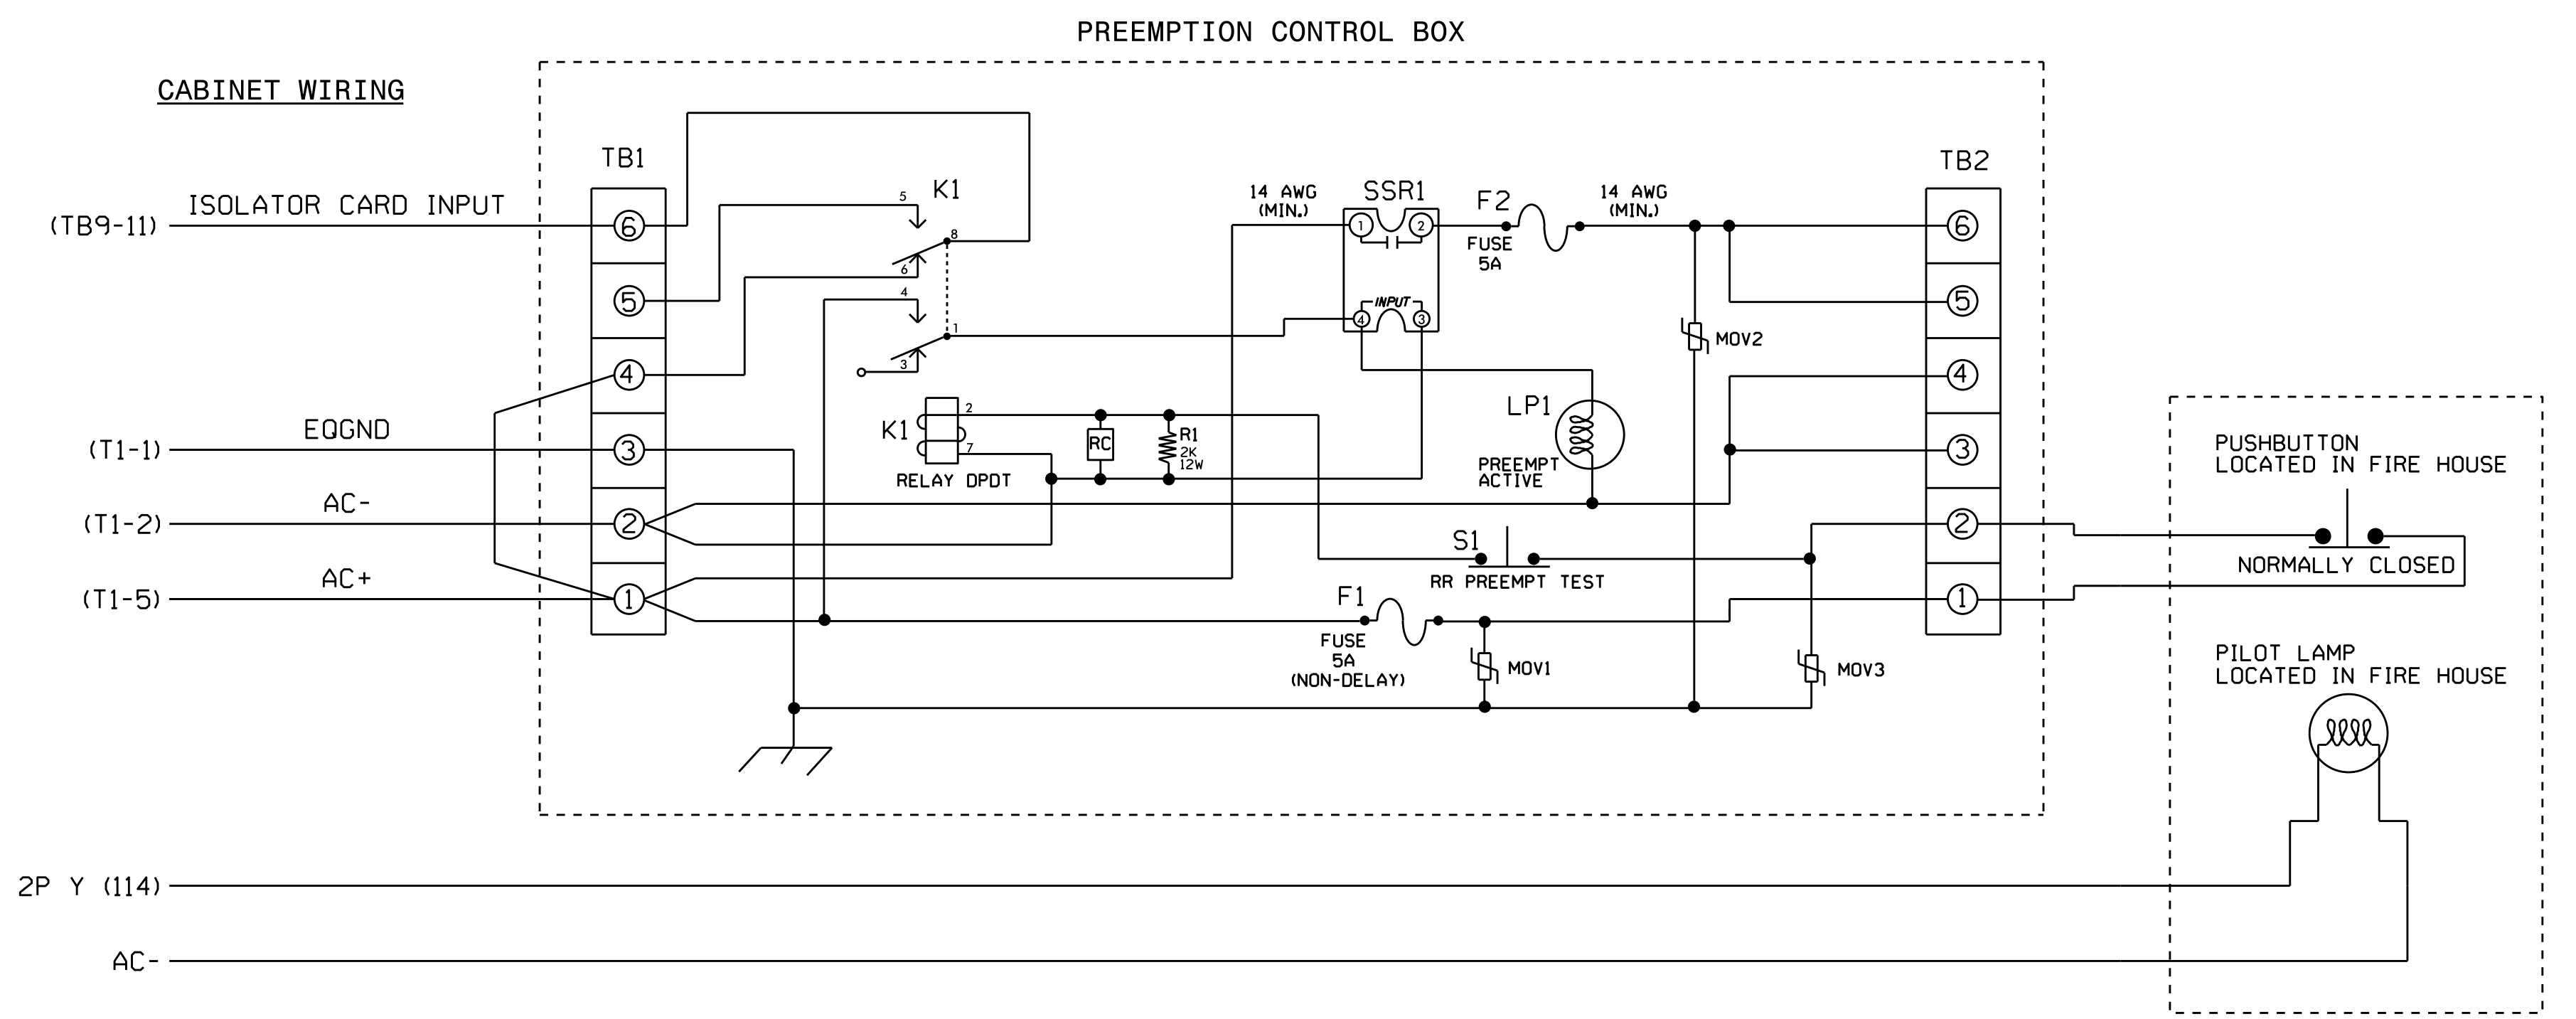 PREEMPTION CONTROL BOX
CABINET WIRING
TB1
TB2
(TB9-11)
ISOLATOR CARD INPUT
6
5
4
3
2
1
5
K1
8
6
4
1
3
14 AWG
(MIN.)
SSR1
1
2
INPUT
4
3
F2
FUSE
5A
14 AWG
(MIN.)
MOV2
6
5
4
3
2
1
(T1-1)
EQGND
(T1-2)
AC-
(T1-5)
AC+
K1
2
7
RELAY DPDT
RC
R1
2K
12W
LP1
PREEMPT
ACTIVE
S1
RR PREEMPT TEST
F1
FUSE
5A
(NON-DELAY)
MOV1
MOV3
PUSHBUTTON
LOCATED IN FIRE HOUSE
NORMALLY CLOSED
PILOT LAMP
LOCATED IN FIRE HOUSE
2P Y (114)
AC-